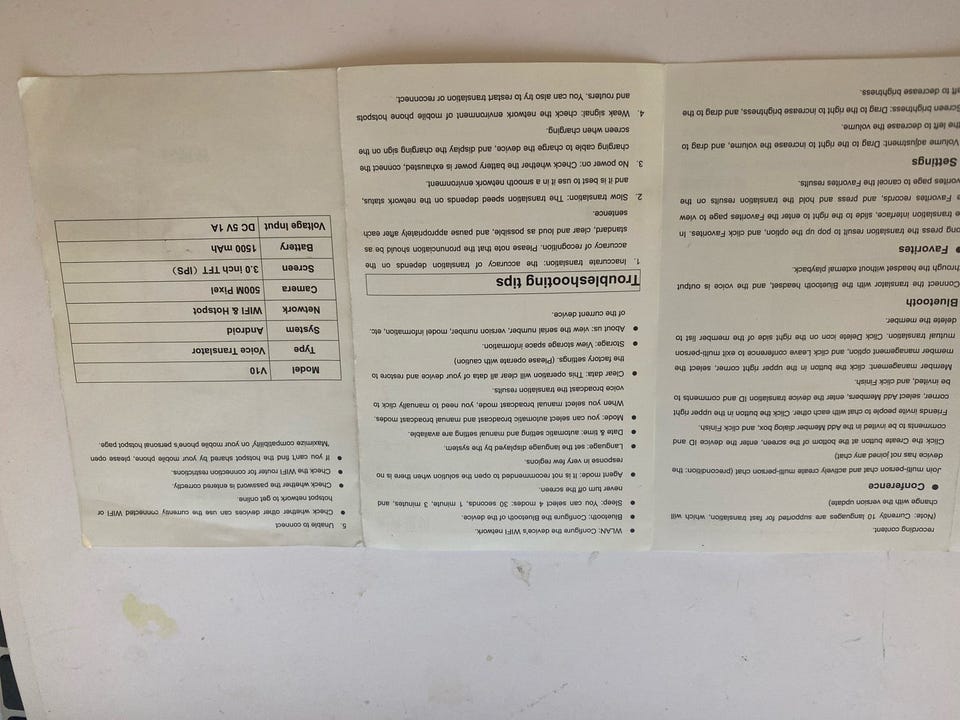 recording content.
(Note: Currently 10 languages are supported for fast translation, which will
change with the version update)
● Conference
Join multi-person chat and actively create multi-person chat (precondition: the
device has not joined any chat)
Click the Create button at the bottom of the screen, enter the device ID and
comments to be invited in the Add Member dialog box, and click Finish.
Friends invite people to chat with each other. Click the button in the upper right
corner, select Add Members, enter the device translation ID and comments to
be invited, and click Finish.
Member management: click the button in the upper right corner, select the
member management option, and click Leave conference to exit multi-person
mutual translation. Click Delete icon on the right side of the member list to
delete the member.
Bluetooth
Connect the translator with the Bluetooth headset, and the voice is output
through the headset without external playback.
● Favorites
ong press the translation result to pop up the option, and click Favorites. In
e translation interface, slide to the right to enter the Favorites page to view
e Favorites records, and press and hold the translation results on the
vorites page to cancel the Favorites results.
Settings
Volume adjustment: Drag to the right to increase the volume, and drag to
the left to decrease the volume.
Screen brightness: Drag to the right to increase brightness, and drag to the
left to decrease brightness.
● WLAN: Configure the device's WIFI network.
● Bluetooth: Configure the Bluetooth of the device.
● Sleep: You can select 4 modes: 30 seconds, 1 minute, 3 minutes, and
never turn off the screen.
● Agent mode: It is not recommended to open the solution when there is no
response in very few regions.
● Language: set the language displayed by the system.
● Date & time: automatic setting and manual setting are available.
● Mode: you can select automatic broadcast and manual broadcast modes.
When you select manual broadcast mode, you need to manually click to
voice broadcast the translation results.
● Clear data: This operation will clear all data of your device and restore to
the factory settings. (Please operate with caution)
● Storage: View storage space information.
● About us: view the serial number, version number, model information, etc.
of the current device.
Troubleshooting tips
1. Inaccurate translation: the accuracy of translation depends on the
accuracy of recognition. Please note that the pronunciation should be as
standard, clear and loud as possible, and pause appropriately after each
sentence.
2. Slow translation: The translation speed depends on the network status,
and it is best to use it in a smooth network environment.
3. No power on: Check whether the battery power is exhausted, connect the
charging cable to charge the device, and display the charging sign on the
screen when charging.
4. Weak signal: check the network environment of mobile phone hotspots
and routers. You can also try to restart translation or reconnect.
5. Unable to connect
● Check whether other devices can use the currently connected WIFI or
hotspot network to get online.
● Check whether the password is entered correctly.
● Check the WIFI router for connection restrictions.
● If you can't find the hotspot shared by your mobile phone, please open
Maximize compatibility on your mobile phone's personal hotspot page.
Model V10
Type Voice Translator
System Android
Network WIFI & Hotspot
Camera 500M Pixel
Screen 3.0 inch TFT (IPS)
Battery 1500 mAh
Voltage Input DC 5V 1A